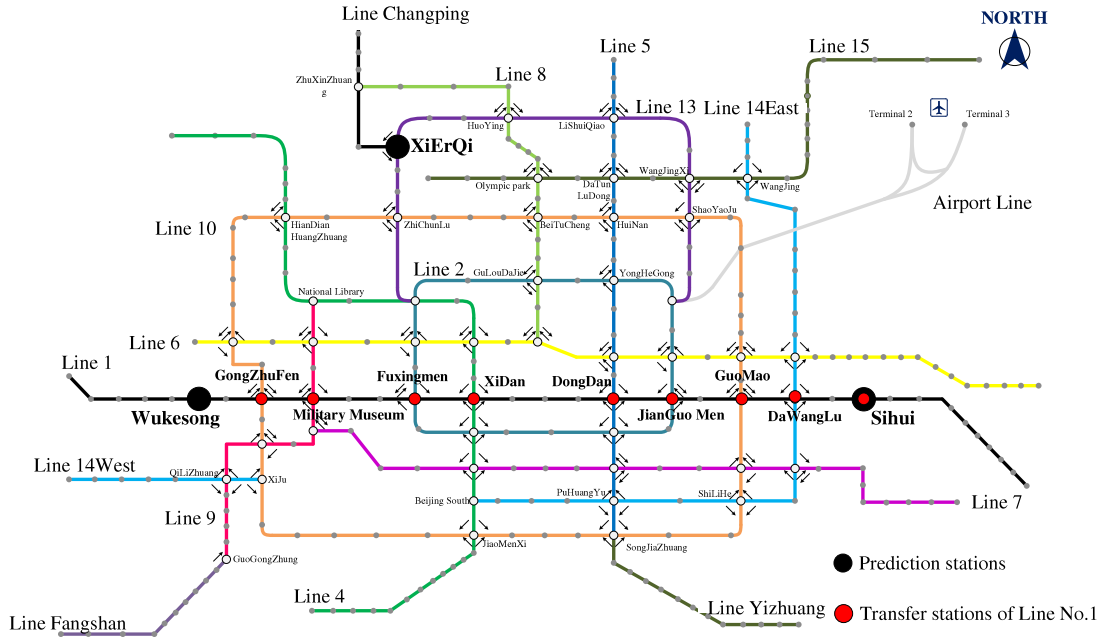 Line Changping
NORTH
Line 5
Line 15
ZhuXinZhuan
g
Line 8
Line 13
Line 14East
Terminal 2
Terminal 3
HuoYing
LiShuiQiao
XiErQi
WangJingXi
Olympic park
DaTun
LuDong
WangJing
Airport Line
Line 10
HianDian
HuangZhuang
ZhiChunLu
BeiTuCheng
HuiNan
ShaoYaoJu
Line 2
GuLouDaJie
YongHeGong
National Library
Line 6
Line 1
GongZhuFen
Fuxingmen
XiDan
DongDan
GuoMao
Wukesong
Military Museum
JianGuo Men
DaWangLu
Sihui
Line 14West
QiLiZhuang
XiJu
Beijing South
PuHuangYu
ShiLiHe
Line 7
Line 9
JiaoMenXi
SongJiaZhuang
GuoGongZhung
Prediction stations
Line 4
Line Yizhuang
Transfer stations of Line No.1
Line Fangshan